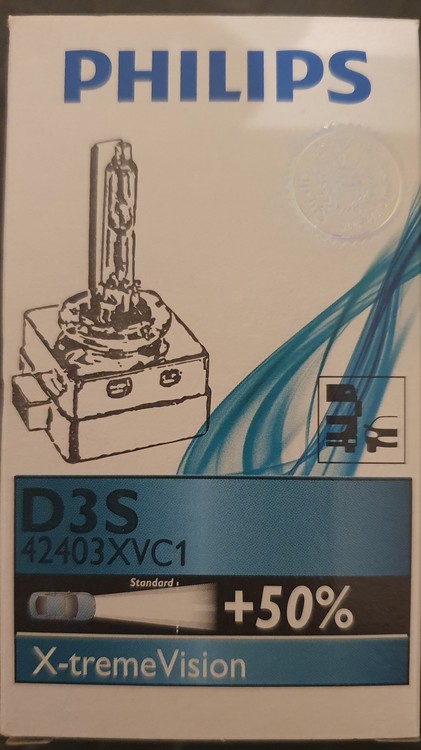 PHILIPS
D3S
42403XVC1
Standard
+50%
X-tremeVision